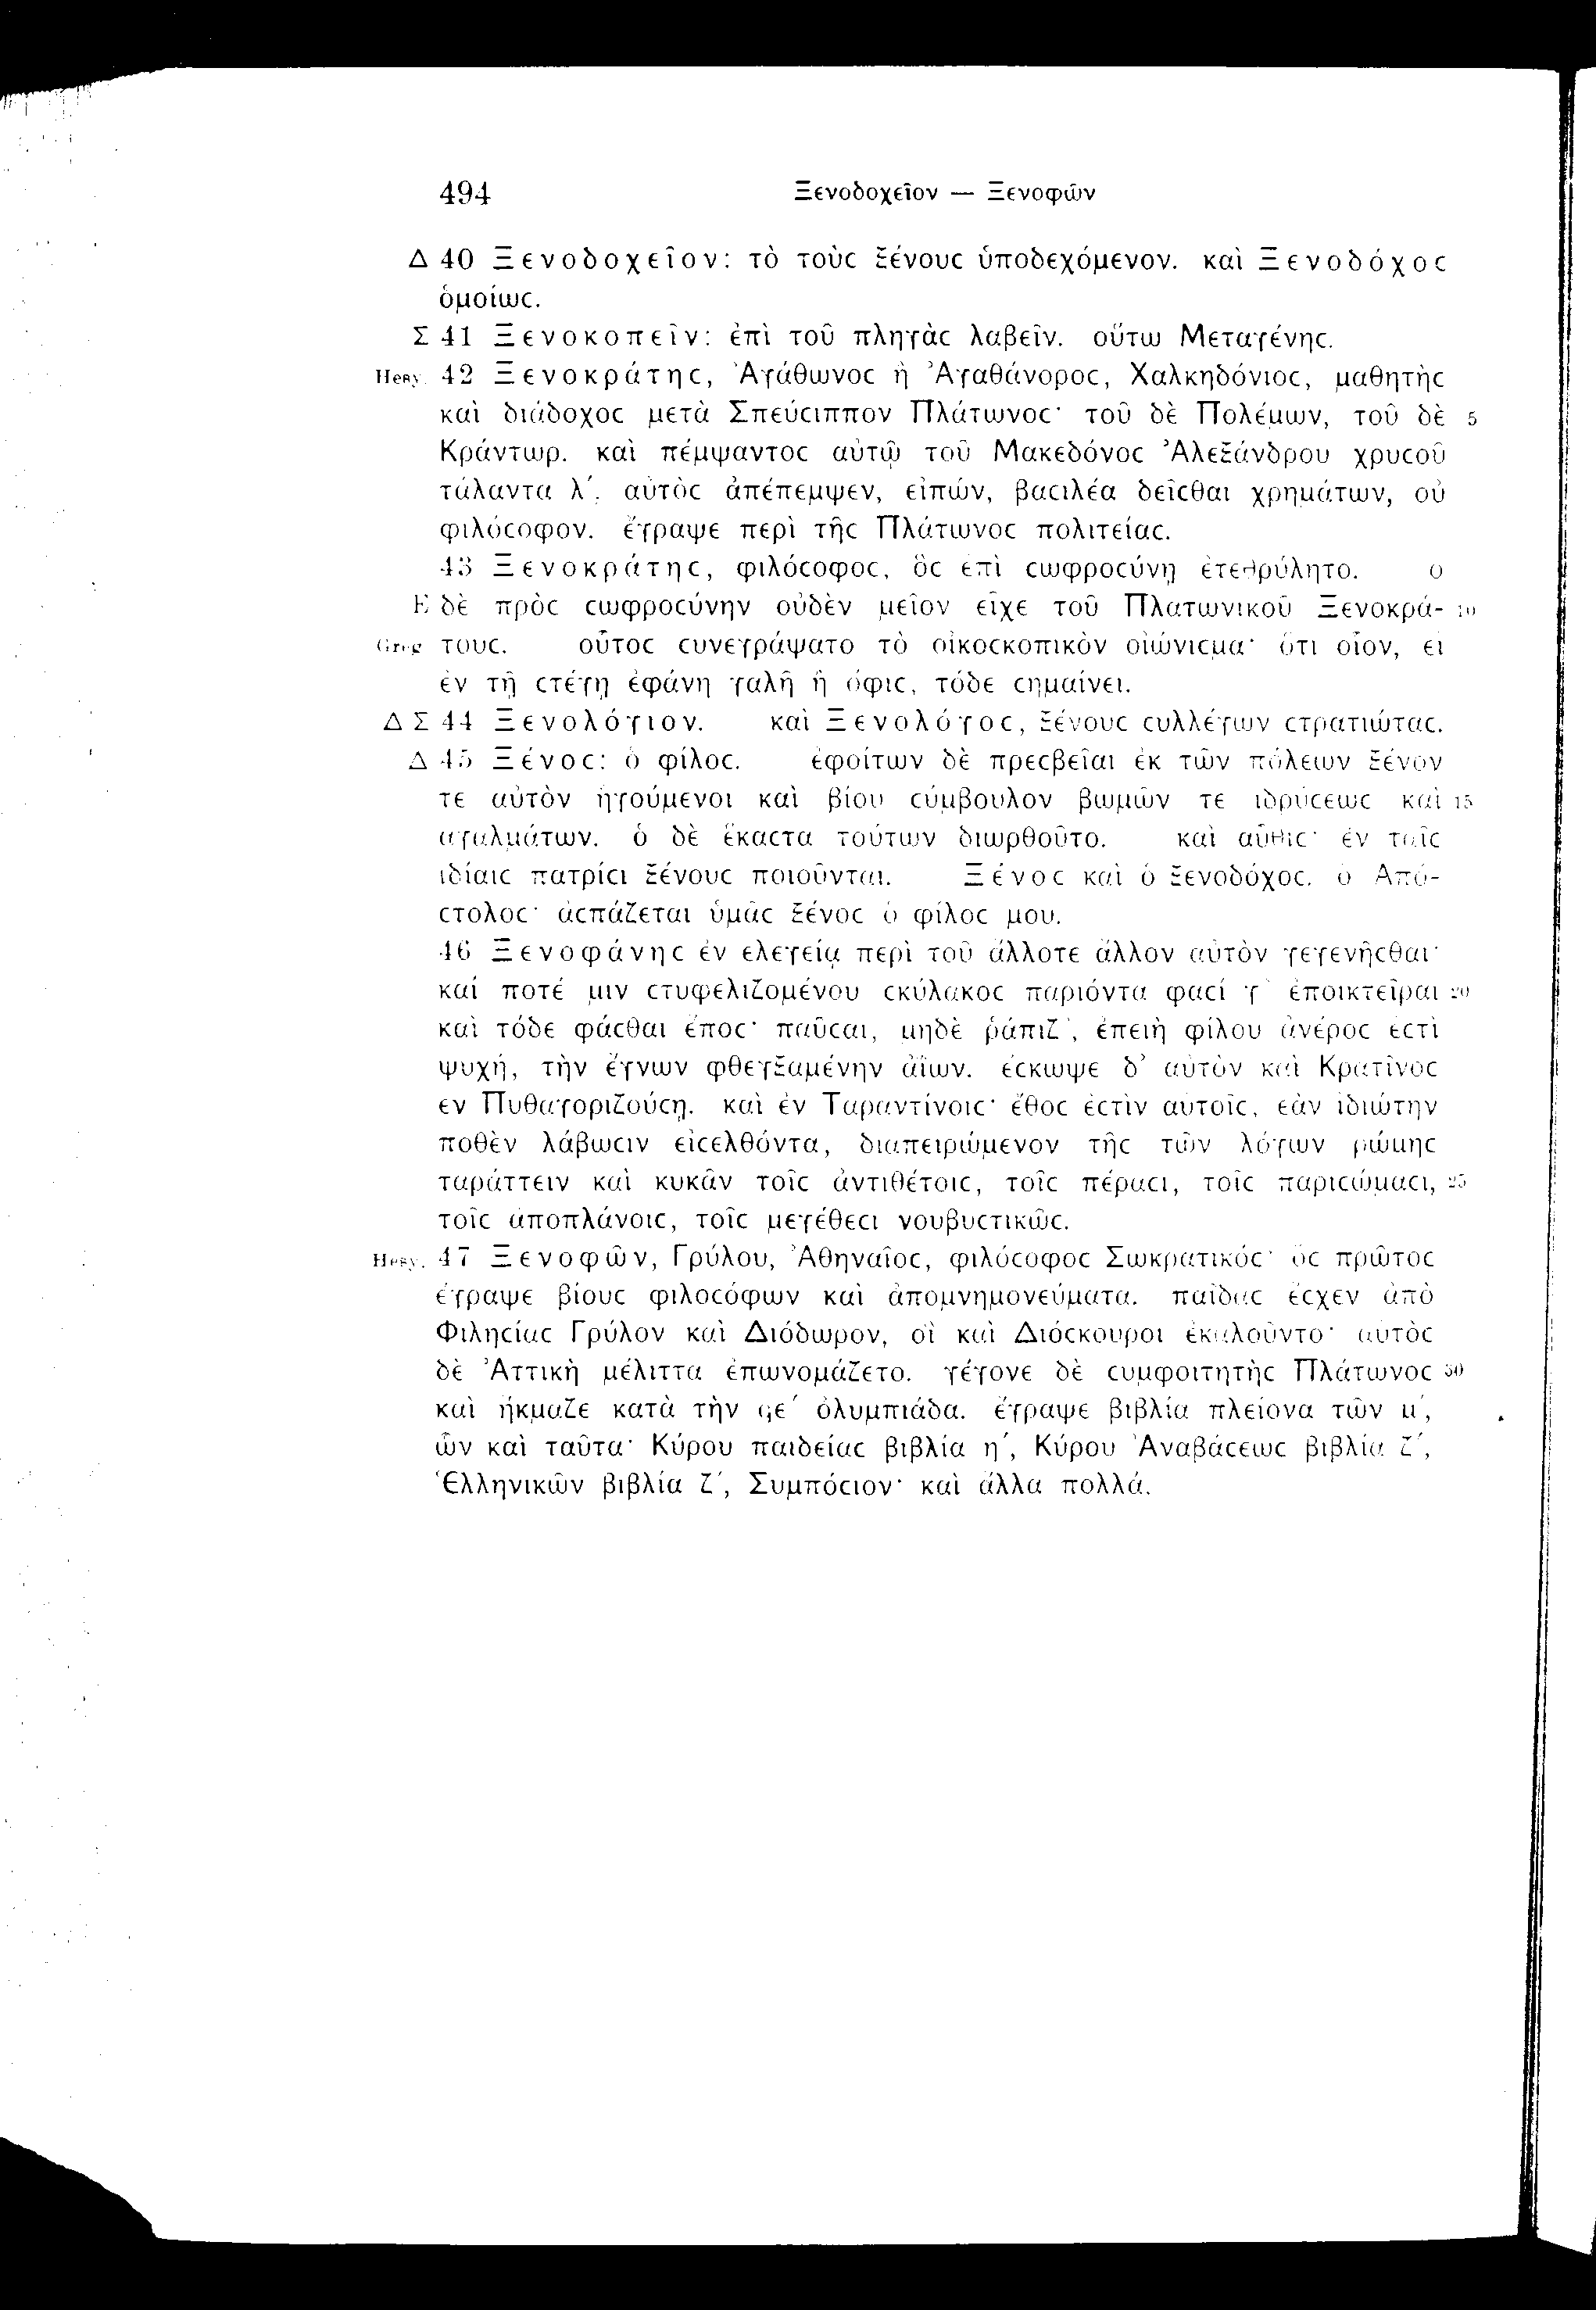 494 Ξενοδοχεῖον — Ξενοφῶν
Δ 40 Ξενοδοχεῖον: τὸ τοὺϲ ξένουϲ ὑποδεχόμενον. καὶ Ξενοδόχοϲ
ὁμοίωϲ.
Σ 41 Ξενοκοπεῖν: ἐπὶ τοῦ πληγὰϲ λαβεῖν. οὕτω Μεταγένηϲ.
Hesy. 42 Ξενοκράτηϲ, Ἀγάθωνοϲ ἢ Ἀγαθάνοροϲ, Χαλκηδόνιοϲ, μαθητὴϲ
καὶ διάδοχοϲ μετὰ Σπεύϲιππον Πλάτωνοϲ· τοῦ δὲ Πολέμων, τοῦ δὲ 5
Κράντωρ. καὶ πέμψαντοϲ αὐτῷ τοῦ Μακεδόνοϲ Ἀλεξάνδρου χρυϲοῦ
τάλαντα λ΄, αὐτὸϲ ἀπέπεμψεν, εἰπών, βαϲιλέα δεῖϲθαι χρημάτων, οὐ
φιλόϲοφον. ἔγραψε περὶ τῆϲ Πλάτωνοϲ πολιτείαϲ.
43 Ξενοκράτηϲ, φιλόϲοφοϲ, ὃϲ ἐπὶ ϲωφροϲύνῃ ἐτεθρύλητο. ὁ
E δὲ πρὸϲ ϲωφροϲύνην οὐδὲν μεῖον εἶχε τοῦ Πλατωνικοῦ Ξενοκρά- 10
Greg τουϲ. οὗτοϲ ϲυνεγράψατο τὸ οἰκοϲκοπικὸν οἰώνιϲμα· ὅτι οἷον, εἰ
ἐν τῇ ϲτέγῃ ἐφάνη γαλῆ ἢ ὄφιϲ, τόδε ϲημαίνει.
Δ Σ 44 Ξενολόγιον. καὶ Ξενολόγοϲ, ξένουϲ ϲυλλέγων ϲτρατιώταϲ.
Δ 45 Ξένοϲ: ὁ φίλοϲ. ἐφοίτων δὲ πρεϲβεῖαι ἐκ τῶν πόλεων ξένον
τε αὐτὸν ἡγούμενοι καὶ βίου ϲύμβουλον βωμῶν τε ἱδρύϲεωϲ καὶ 15
ἀγαλμάτων. ὁ δὲ ἕκαϲτα τούτων διωρθοῦτο. καὶ αὖθιϲ· ἐν ταῖϲ
ἰδίαιϲ πατρίϲι ξένουϲ ποιοῦνται. Ξένοϲ καὶ ὁ ξενοδόχοϲ. ὁ Ἀπό-
ϲτολοϲ· ἀϲπάζεται ὑμᾶϲ ξένοϲ ὁ φίλοϲ μου.
46 Ξενοφάνηϲ ἐν ἐλεγείᾳ περὶ τοῦ ἄλλοτε ἄλλον αὐτὸν γεγενῆϲθαι·
καί ποτέ μιν ϲτυφελιζομένου ϲκύλακοϲ παριόντα φαϲί γ᾽ ἐποικτεῖραι 20
καὶ τόδε φάϲθαι ἔποϲ· παῦϲαι, μηδὲ ῥάπιζ᾽, ἐπειὴ φίλου ἀνέροϲ ἐϲτὶ
ψυχή, τὴν ἔγνων φθεγξαμένην ἀΐων. ἔϲκωψε δ᾽ αὐτὸν καὶ Κρατῖνοϲ
ἐν Πυθαγοριζούϲῃ. καὶ ἐν Ταραντίνοιϲ· ἔθοϲ ἐϲτὶν αὐτοῖϲ, ἐὰν ἰδιώτην
ποθὲν λάβωϲιν εἰϲελθόντα, διαπειρώμενον τῆϲ τῶν λόγων ῥώμηϲ
ταράττειν καὶ κυκᾶν τοῖϲ ἀντιθέτοιϲ, τοῖϲ πέραϲι, τοῖϲ παριϲώμαϲι, 25
τοῖϲ ἀποπλάνοιϲ, τοῖϲ μεγέθεϲι νουβυϲτικῶϲ.
Hesy. 47 Ξενοφῶν, Γρύλου, Ἀθηναῖοϲ, φιλόϲοφοϲ Σωκρατικόϲ· ὃϲ πρῶτοϲ
ἔγραψε βίουϲ φιλοϲόφων καὶ ἀπομνημονεύματα. παῖδαϲ ἔϲχεν ἀπὸ
Φιληϲίαϲ Γρύλον καὶ Διόδωρον, οἳ καὶ Διόϲκουροι ἐκαλοῦντο· αὐτὸϲ
δὲ Ἀττικὴ μέλιττα ἐπωνομάζετο. γέγονε δὲ ϲυμφοιτητὴϲ Πλάτωνοϲ 30
καὶ ἤκμαζε κατὰ τὴν ϟε΄ ὀλυμπιάδα. ἔγραψε βιβλία πλείονα τῶν μ΄,
ὧν καὶ ταῦτα· Κύρου παιδείαϲ βιβλία η΄, Κύρου Ἀναβάϲεωϲ βιβλία ζ΄,
Ἑλληνικῶν βιβλία ζ΄, Συμπόϲιον· καὶ ἄλλα πολλά.